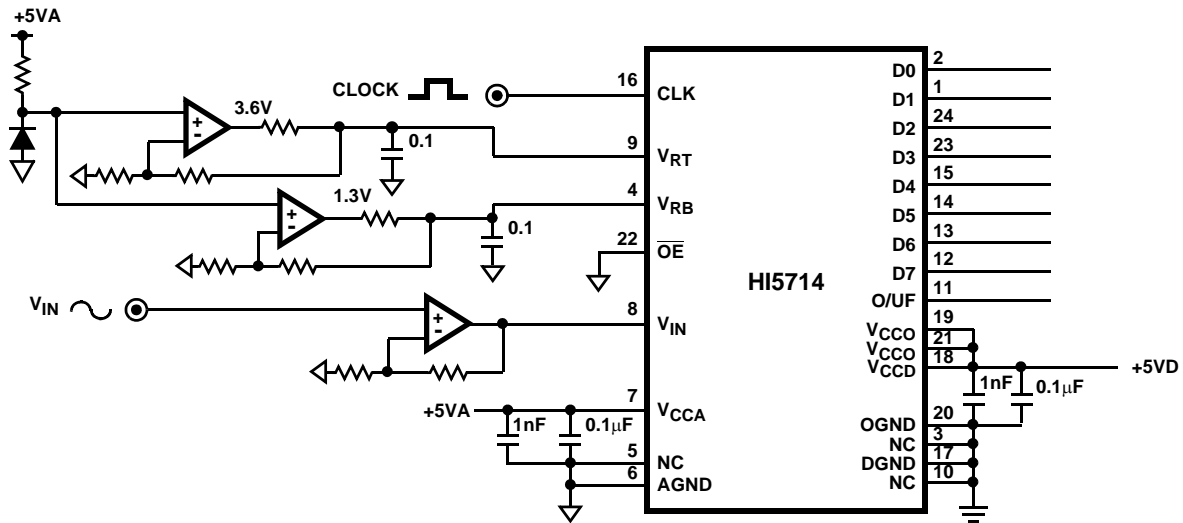 +5VA
3.6V
0.1
1.3V
0.1
CLOCK
V_IN
+5VA
1nF
0.1μF
16 CLK
9 V_RT
4 V_RB
22 O̅E̅
8 V_IN
7 V_CCA
5 NC
6 AGND
HI5714
D0 2
D1 1
D2 24
D3 23
D4 15
D5 14
D6 13
D7 12
O/UF 11
V_CCO 19
V_CCO 21
V_CCD 18
OGND 20
NC 3
DGND 17
NC 10
+5VD
1nF
0.1μF